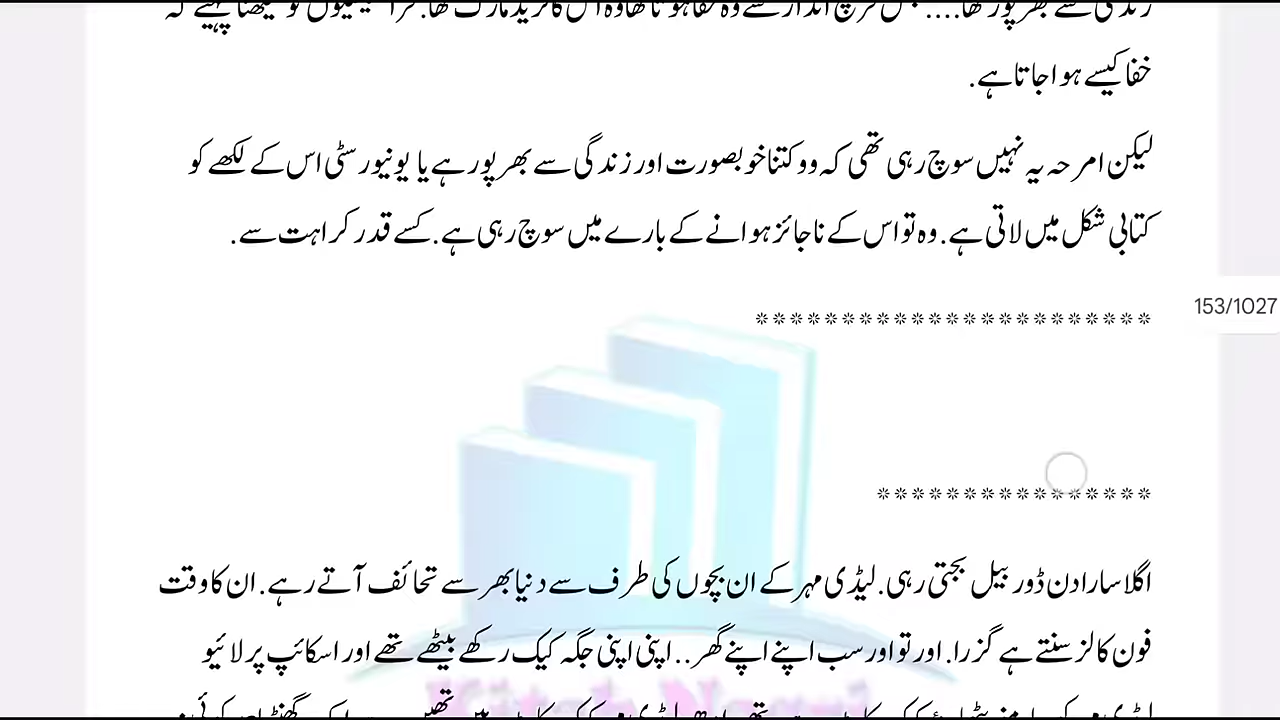 خفا کیسے ہوا جاتا ہے.
لیکن امرحہ یہ نہیں سوچ رہی تھی کہ وو کتنا خوبصورت اور زندگی سے بھرپور ہے یا یونیورسٹی اس کے لکھے کو
کتابی شکل میں لاتی ہے. وہ تو اس کے ناجائز ہوانے کے بارے میں سوچ رہی ہے. کسے قدر کراہت سے.
***********************
153/1027
****************
اگلا سارا دن ڈور بیل بجتی رہی. لیڈی مہر کے ان بچوں کی طرف سے دنیا بھر سے تحائف آتے رہے. ان کا وقت
فون کالز سنتے ہے گزرا. اور تو اور سب اپنے اپنے گھر.. اپنی اپنی جگہ کیک رکھے بیٹھے تھے اور اسکائپ پر لائیو